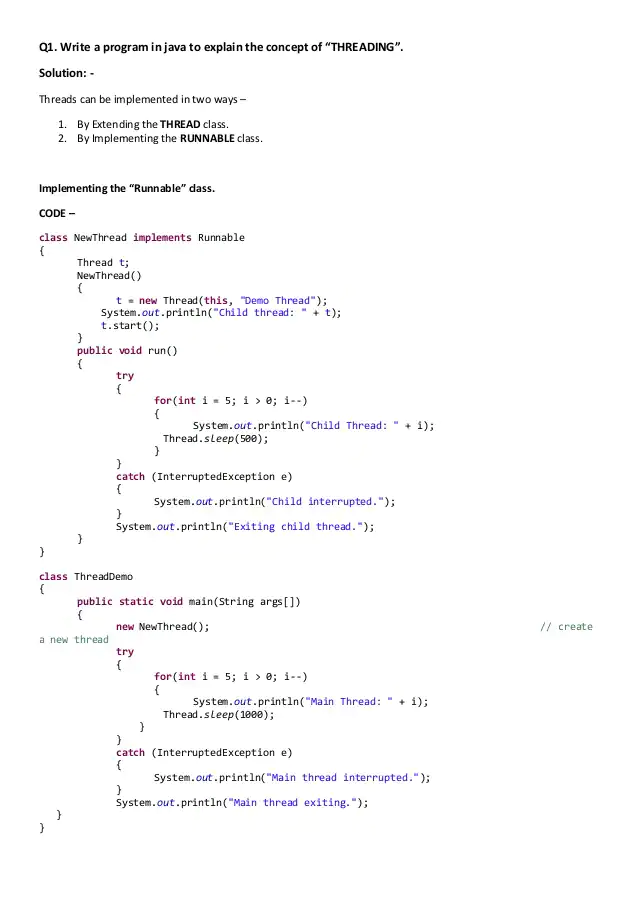 Q1. Write a program in java to explain the concept of “THREADING”.
Solution: -
Threads can be implemented in two ways –
1. By Extending the THREAD class.
2. By Implementing the RUNNABLE class.
Implementing the “Runnable” class.
CODE –
class NewThread implements Runnable
{
Thread t;
NewThread()
{
t = new Thread(this, "Demo Thread");
System.out.println("Child thread: " + t);
t.start();
}
public void run()
{
try
{
for(int i = 5; i > 0; i--)
{
System.out.println("Child Thread: " + i);
Thread.sleep(500);
}
}
catch (InterruptedException e)
{
System.out.println("Child interrupted.");
}
System.out.println("Exiting child thread.");
}
}
class ThreadDemo
{
public static void main(String args[])
{
new NewThread(); // create
a new thread
try
{
for(int i = 5; i > 0; i--)
{
System.out.println("Main Thread: " + i);
Thread.sleep(1000);
}
}
catch (InterruptedException e)
{
System.out.println("Main thread interrupted.");
}
System.out.println("Main thread exiting.");
}
}